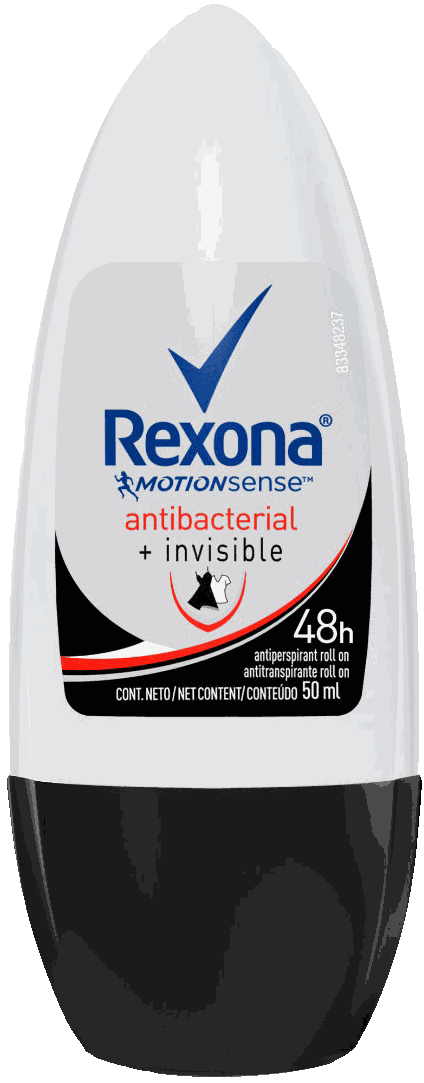 83348237
Rexona®
MOTIONsense™
antibacterial
+ invisible
48h
antiperspirant roll on
antitranspirante roll on
CONT. NETO / NET CONTENT/ CONTEÚDO 50 ml